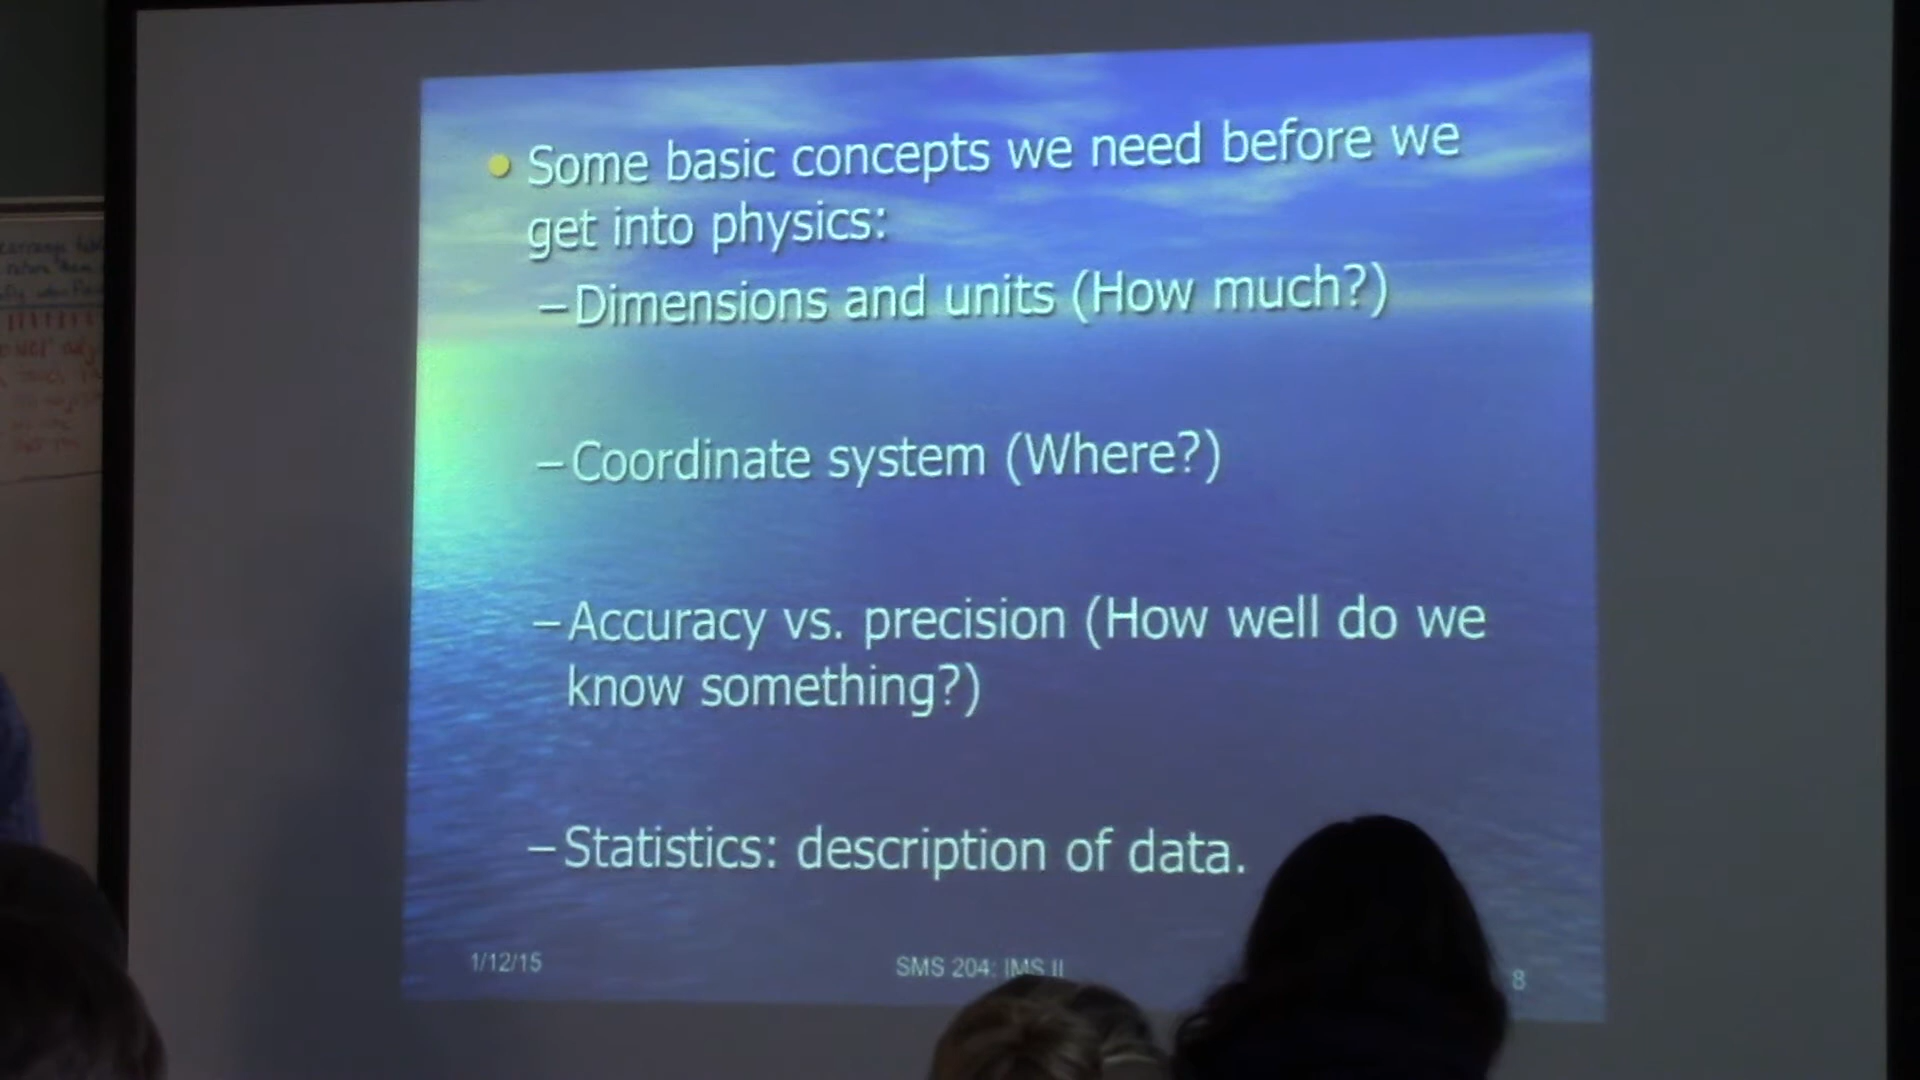 • Some basic concepts we need before we
get into physics:
– Dimensions and units (How much?)
– Coordinate system (Where?)
– Accuracy vs. precision (How well do we
know something?)
– Statistics: description of data.
1/12/15
SMS 204: IMS II
8